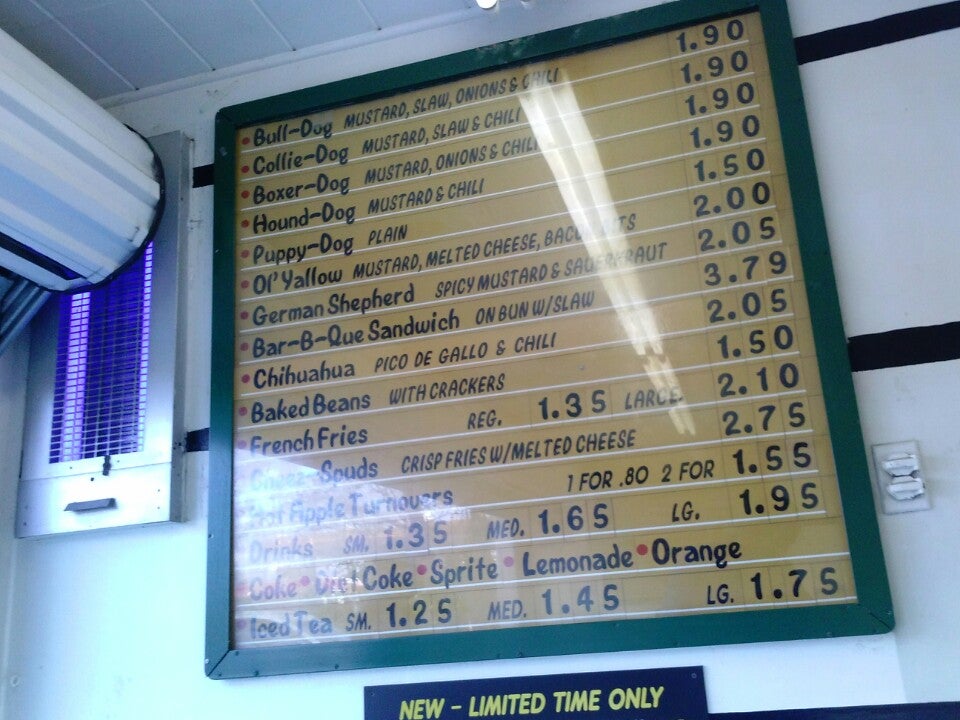 • Bull-Dog MUSTARD, SLAW, ONIONS & CHILI 1.90
• Collie-Dog MUSTARD, SLAW & CHILI 1.90
• Boxer-Dog MUSTARD, ONIONS & CHILI 1.90
• Hound-Dog MUSTARD & CHILI 1.90
• Puppy-Dog PLAIN 1.50
• Ol' Yallow MUSTARD, MELTED CHEESE, BACON BITS 2.00
• German Shepherd SPICY MUSTARD & SAUERKRAUT 2.05
• Bar-B-Que Sandwich ON BUN W/SLAW 3.79
• Chihuahua PICO DE GALLO & CHILI 2.05
• Baked Beans WITH CRACKERS 1.50
• French Fries REG. 1.35 LARGE 2.10
• Cheez-Spuds CRISP FRIES W/MELTED CHEESE 2.75
• Hot Apple Turnovers 1 FOR .80 2 FOR 1.55
• Drinks SM. 1.35 MED. 1.65 LG. 1.95
• Coke • Diet Coke • Sprite • Lemonade • Orange
• Iced Tea SM. 1.25 MED. 1.45 LG. 1.75
NEW - LIMITED TIME ONLY